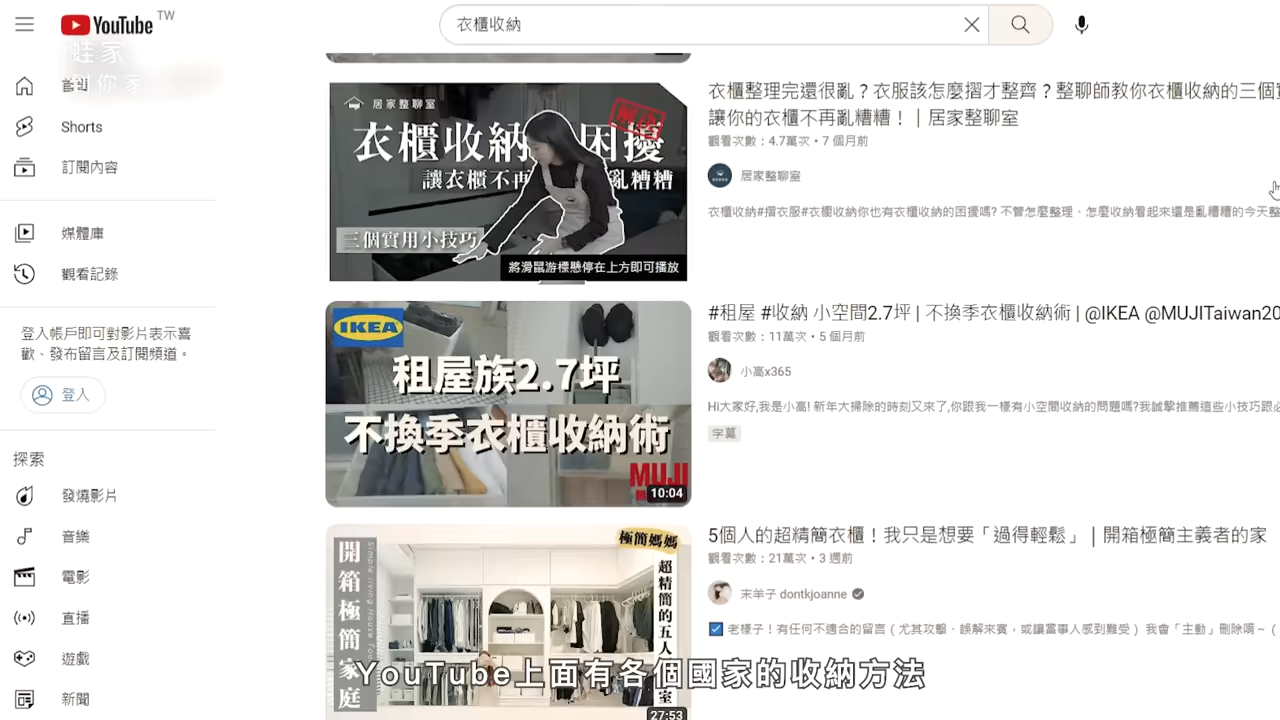 YouTube TW
衣櫃收納
蛙家
到你家
Shorts
訂閱內容
媒體庫
觀看記錄
登入帳戶即可對影片表示喜
歡、發布留言及訂閱頻道。
登入
探索
發燒影片
音樂
電影
直播
遊戲
新聞
居家整聊室
解決
衣櫃收納 困擾
讓衣櫃不再 亂糟糟
三個實用小技巧
將滑鼠游標懸停在上方即可播放
衣櫃整理完還很亂?衣服該怎麼摺才整齊?整聊師教你衣櫃收納的三個
讓你的衣櫃不再亂糟糟!｜居家整聊室
觀看次數：4.7萬次 • 7 個月前
居家整聊室
衣櫃收納#摺衣服#衣櫥收納你也有衣櫃收納的困擾嗎? 不管怎麼整理、怎麼收納看起來還是亂糟糟的今天整
IKEA
租屋族2.7坪
不換季衣櫃收納術
MUJI
10:04
#租屋 #收納 小空間2.7坪 | 不換季衣櫃收納術 | @IKEA @MUJITaiwan20
觀看次數：11萬次 • 5 個月前
小高x365
Hi大家好,我是小高! 新年大掃除的時刻又來了,你跟我一樣有小空間收納的問題嗎?我誠摯推薦這些小技巧跟必
字幕
開箱極簡家庭
Simple living House Tour
極簡媽媽
超精簡的五人 室
27:53
5個人的超精簡衣櫃！我只是想要「過得輕鬆」｜開箱極簡主義者的家
觀看次數：21萬次 • 3 週前
末羊子 dontkjoanne
老樣子！有任何不適合的留言（尤其攻擊、誤解來賓，或讓當事人感到難受）我會「主動」刪除唷～（
YouTube上面有各個國家的收納方法